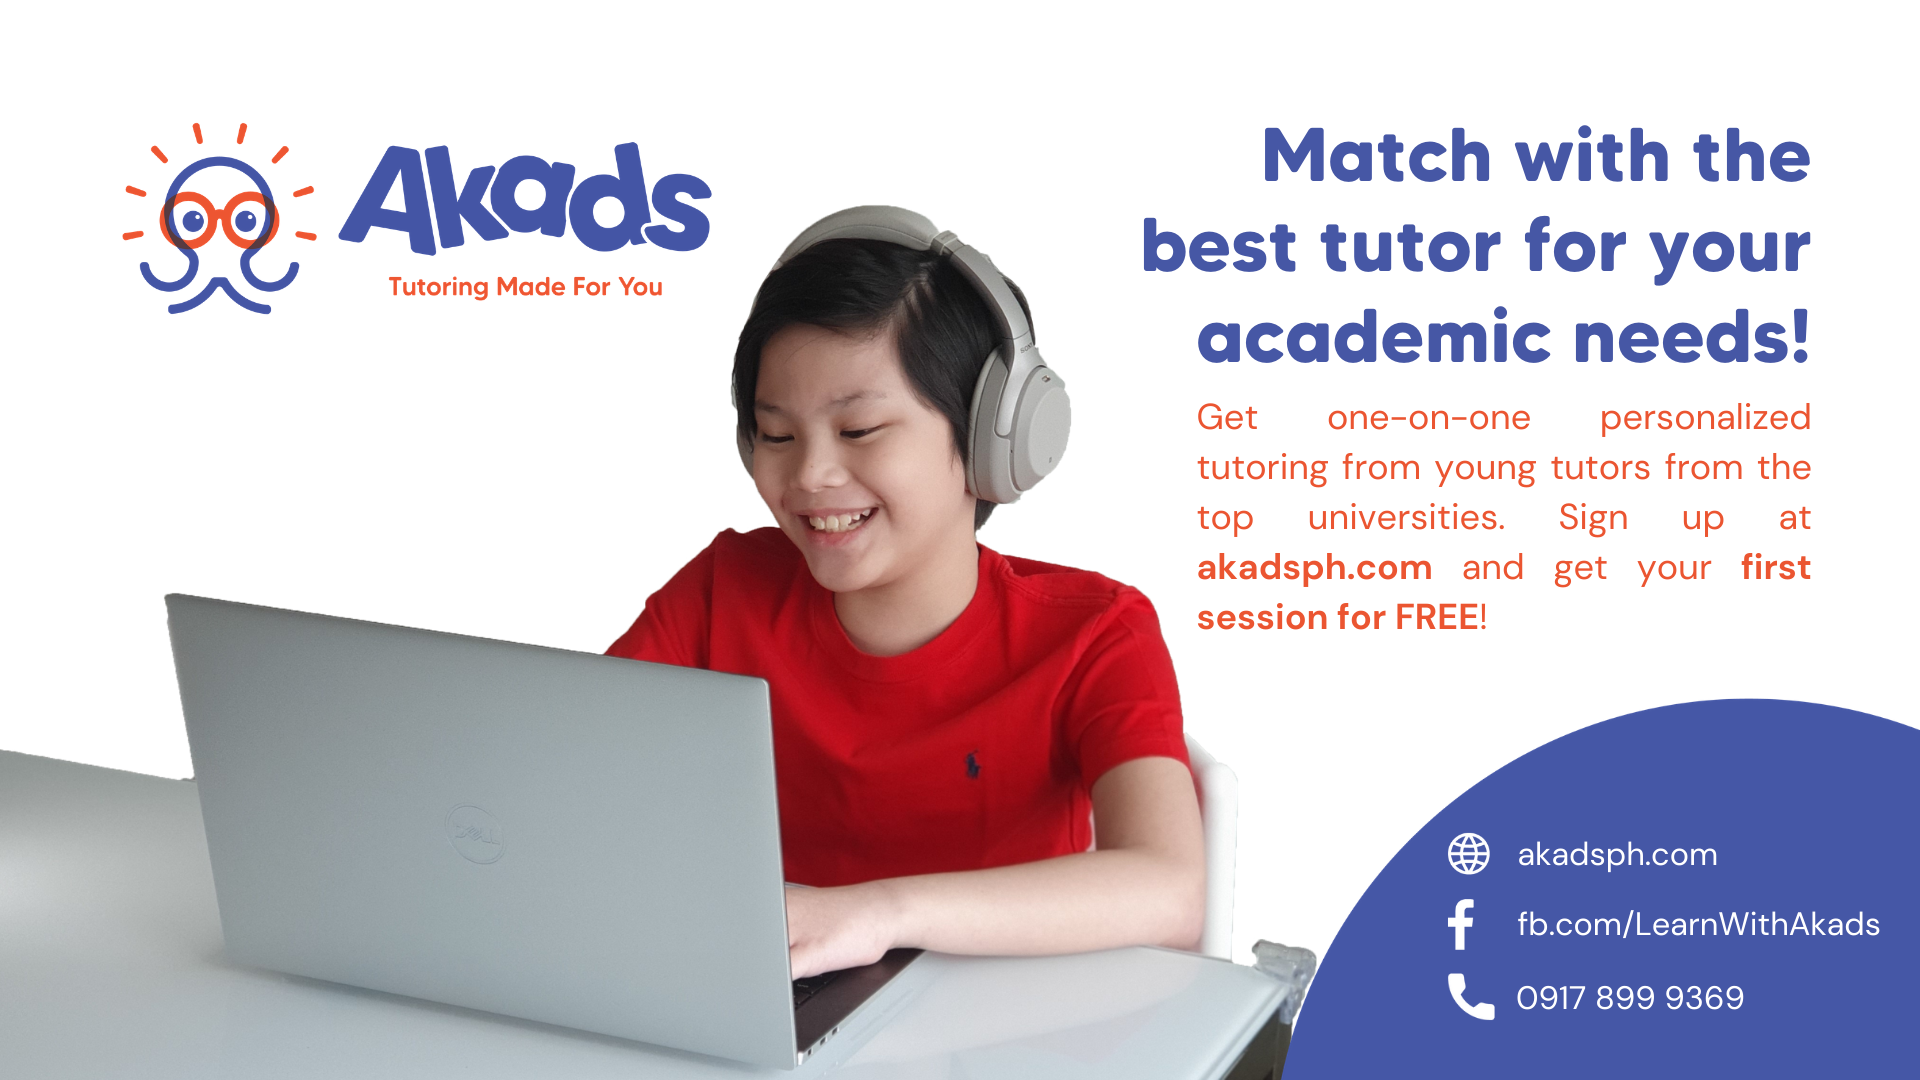 Akads
Tutoring Made For You
Match with the
best tutor for your
academic needs!
Get one-on-one personalized
tutoring from young tutors from the
top universities. Sign up at
akadsph.com and get your first
session for FREE!
DELL
akadsph.com
fb.com/LearnWithAkads
0917 899 9369